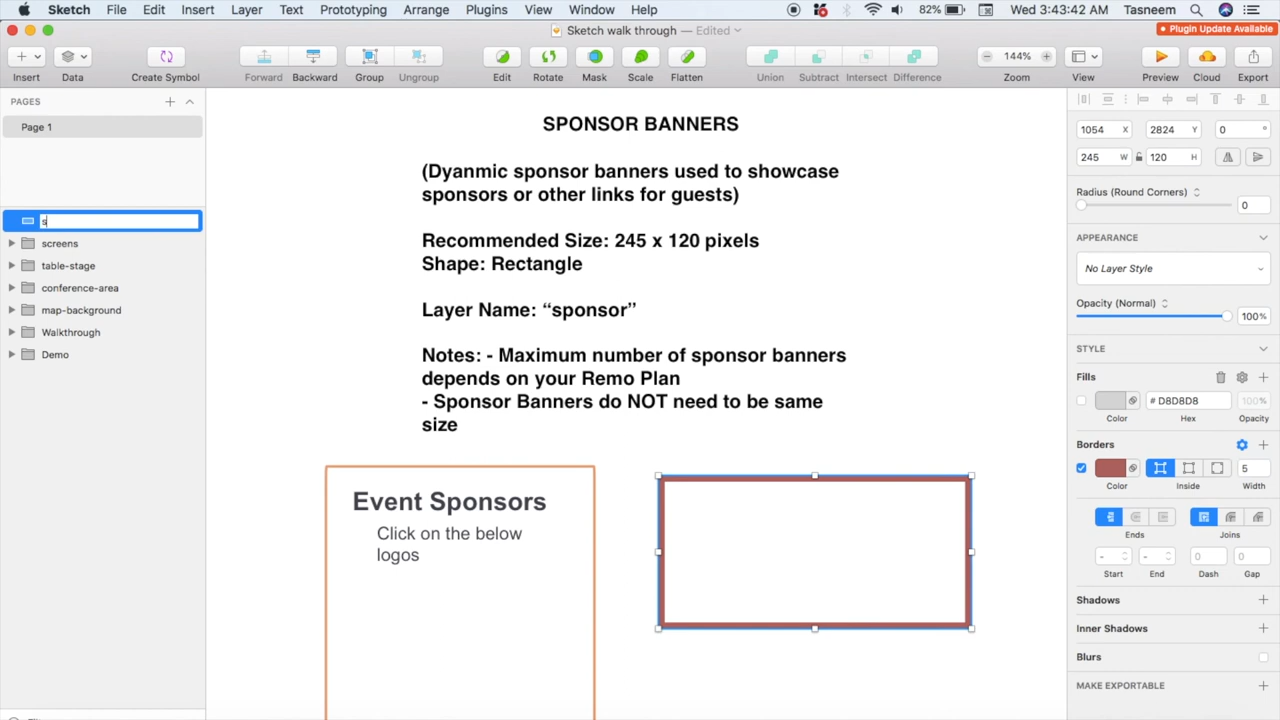 Sketch File Edit Insert Layer Text Prototyping Arrange Plugins View Window Help 82% Wed 3:43:42 AM Tasneem
Sketch walk through — Edited
Plugin Update Available
144%
Insert Data Create Symbol Forward Backward Group Ungroup Edit Rotate Mask Scale Flatten Union Subtract Intersect Difference Zoom View Preview Cloud Export
PAGES
Page 1
s
screens
table-stage
conference-area
map-background
Walkthrough
Demo
SPONSOR BANNERS
(Dyanmic sponsor banners used to showcase
sponsors or other links for guests)
Recommended Size: 245 x 120 pixels
Shape: Rectangle
Layer Name: “sponsor”
Notes: - Maximum number of sponsor banners
depends on your Remo Plan
- Sponsor Banners do NOT need to be same
size
Event Sponsors
Click on the below
logos
1054 X 2824 Y 0 °
245 W 120 H
Radius (Round Corners)
0
APPEARANCE
No Layer Style
Opacity (Normal)
100%
STYLE
Fills
# D8D8D8 100%
Color Hex Opacity
Borders
5
Color Inside Width
Ends Joins
- - 0 0
Start End Dash Gap
Shadows
Inner Shadows
Blurs
MAKE EXPORTABLE